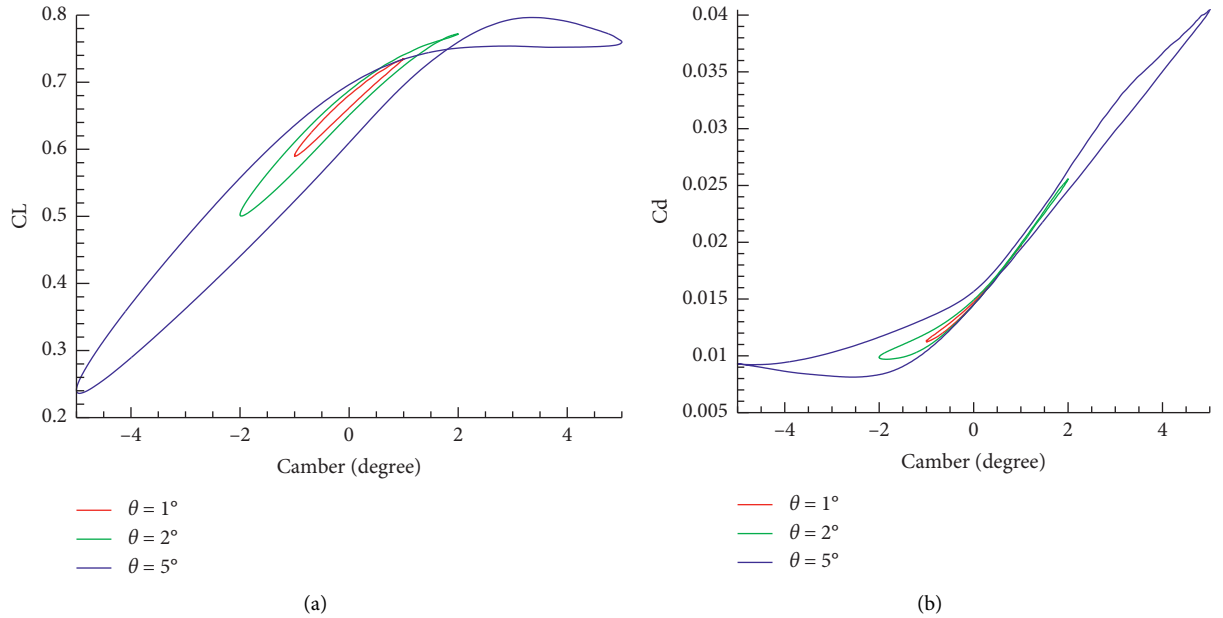 0.8
0.7
0.6
0.5
0.4
0.3
0.2
CL
−4
−2
0
2
4
Camber (degree)
θ = 1°
θ = 2°
θ = 5°
(a)
0.04
0.035
0.03
0.025
0.02
0.015
0.01
0.005
Cd
−4
−2
0
2
4
Camber (degree)
θ = 1°
θ = 2°
θ = 5°
(b)